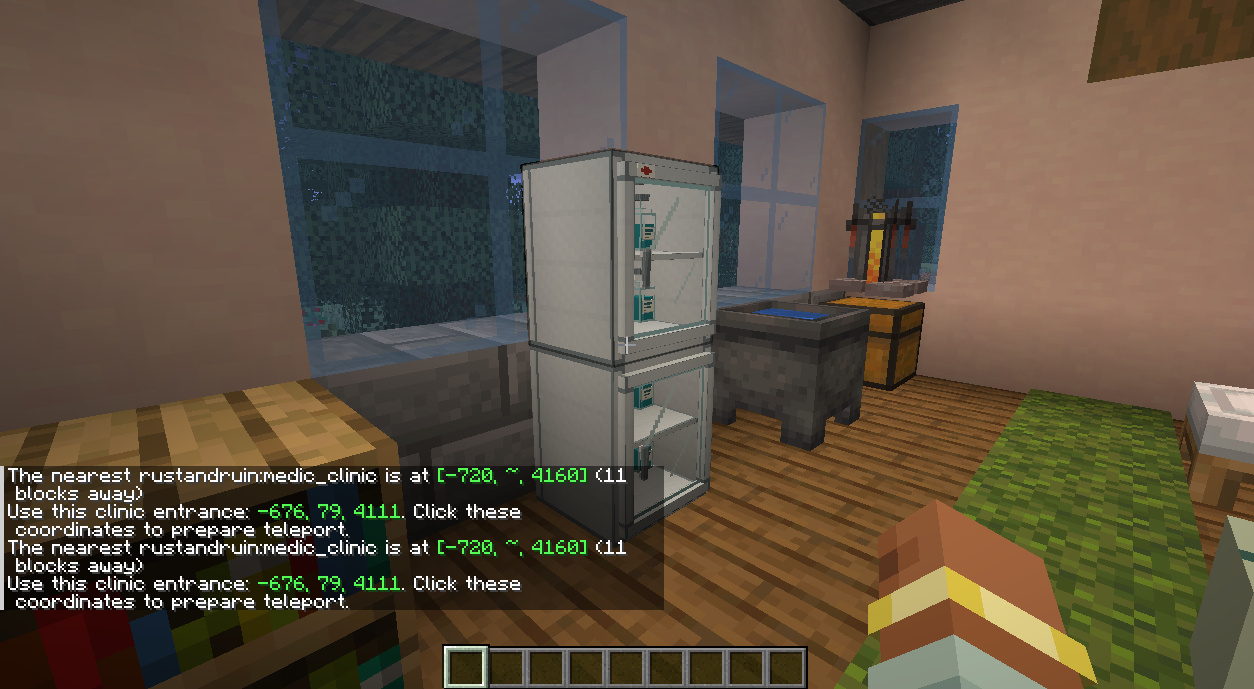 The nearest rustandruin:medic_clinic is at [-720, ~, 4160] (11
blocks away)
Use this clinic entrance: -676, 79, 4111. Click these
coordinates to prepare teleport.
The nearest rustandruin:medic_clinic is at [-720, ~, 4160] (11
blocks away)
Use this clinic entrance: -676, 79, 4111. Click these
coordinates to prepare teleport.